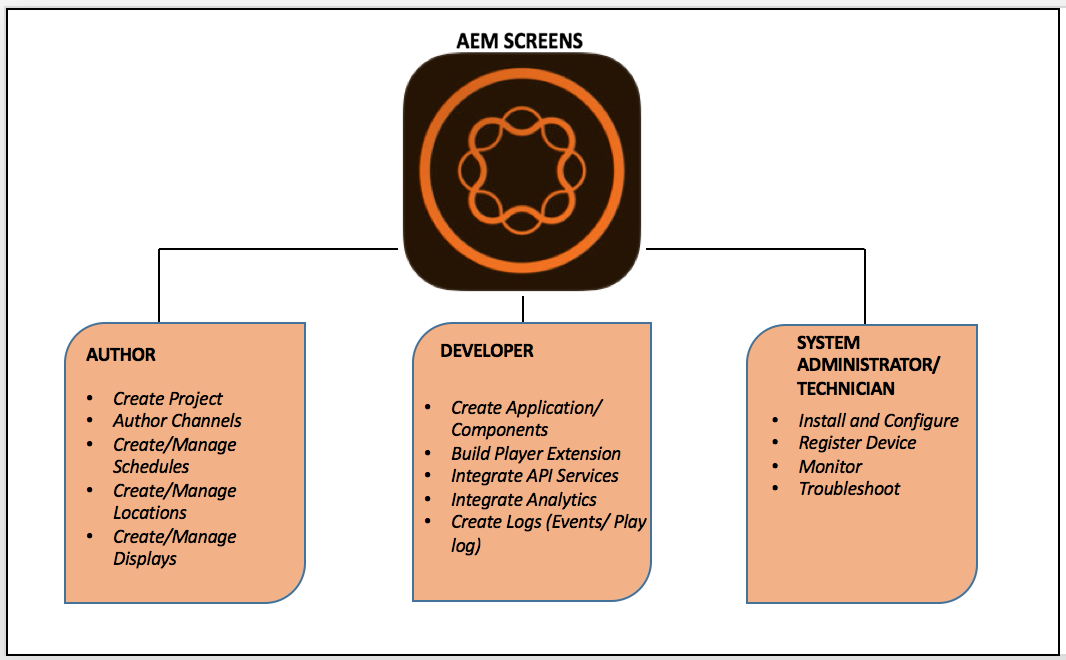 AEM SCREENS
AUTHOR
• Create Project
• Author Channels
• Create/Manage
Schedules
• Create/Manage
Locations
• Create/Manage
Displays
DEVELOPER
• Create Application/
Components
• Build Player Extension
• Integrate API Services
• Integrate Analytics
• Create Logs (Events/ Play
log)
SYSTEM
ADMINISTRATOR/
TECHNICIAN
• Install and Configure
• Register Device
• Monitor
• Troubleshoot